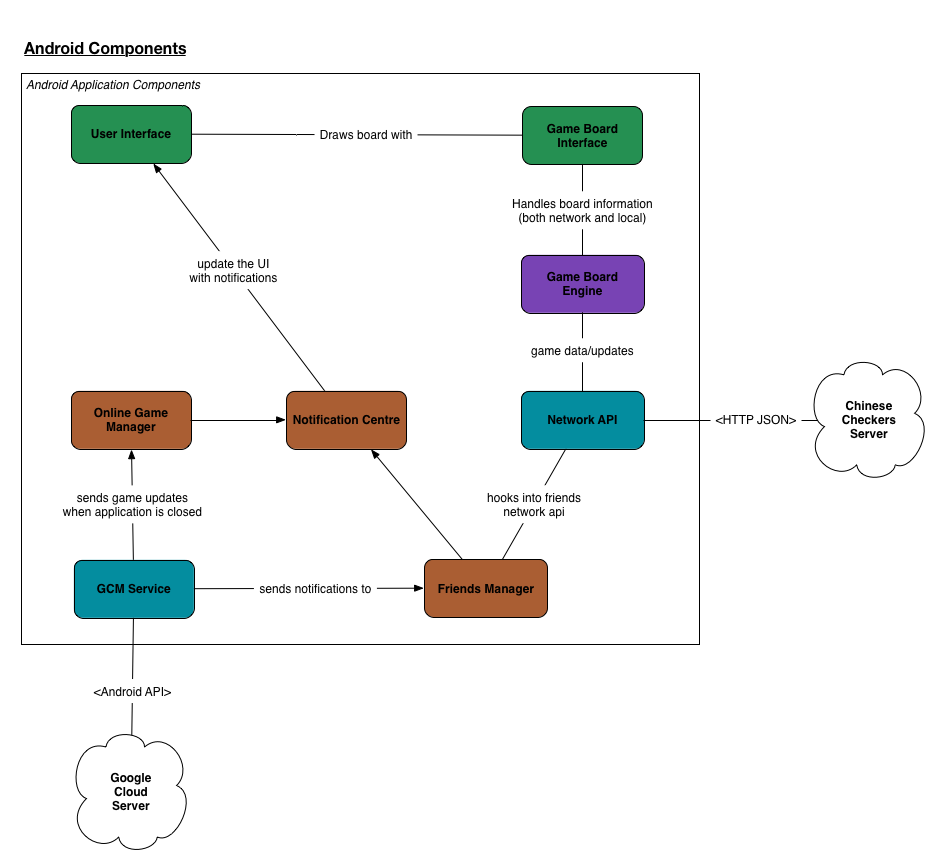 Android Components
Android Application Components
User Interface
Draws board with
Game Board
Interface
Handles board information
(both network and local)
update the UI
with notifications
Game Board
Engine
game data/updates
Online Game
Manager
Notification Centre
Network API
<HTTP JSON>
Chinese
Checkers
Server
sends game updates
when application is closed
hooks into friends
network api
GCM Service
sends notifications to
Friends Manager
<Android API>
Google
Cloud
Server